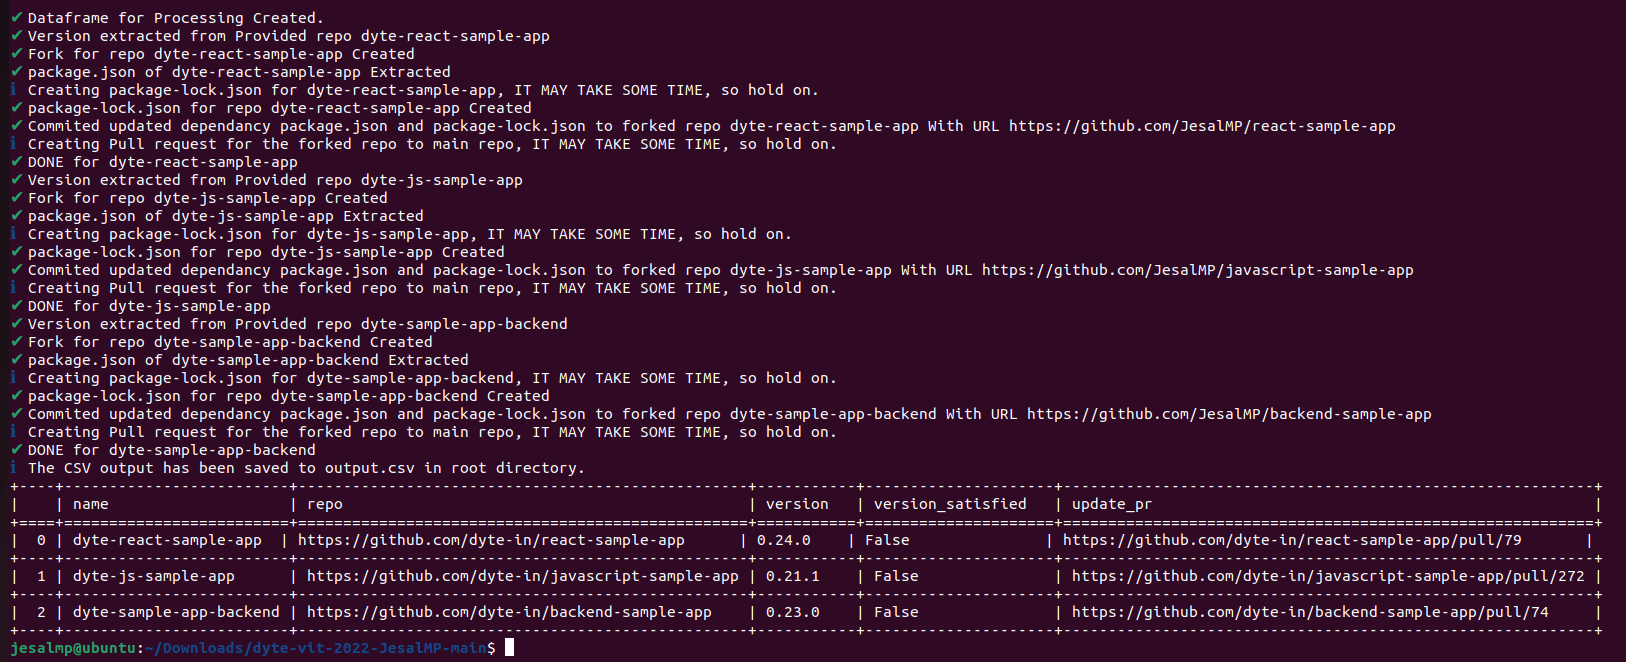 ✔ Dataframe for Processing Created.
✔ Version extracted from Provided repo dyte-react-sample-app
✔ Fork for repo dyte-react-sample-app Created
✔ package.json of dyte-react-sample-app Extracted
ℹ Creating package-lock.json for dyte-react-sample-app, IT MAY TAKE SOME TIME, so hold on.
✔ package-lock.json for repo dyte-react-sample-app Created
✔ Commited updated dependancy package.json and package-lock.json to forked repo dyte-react-sample-app With URL https://github.com/JesalMP/react-sample-app
ℹ Creating Pull request for the forked repo to main repo, IT MAY TAKE SOME TIME, so hold on.
✔ DONE for dyte-react-sample-app
✔ Version extracted from Provided repo dyte-js-sample-app
✔ Fork for repo dyte-js-sample-app Created
✔ package.json of dyte-js-sample-app Extracted
ℹ Creating package-lock.json for dyte-js-sample-app, IT MAY TAKE SOME TIME, so hold on.
✔ package-lock.json for repo dyte-js-sample-app Created
✔ Commited updated dependancy package.json and package-lock.json to forked repo dyte-js-sample-app With URL https://github.com/JesalMP/javascript-sample-app
ℹ Creating Pull request for the forked repo to main repo, IT MAY TAKE SOME TIME, so hold on.
✔ DONE for dyte-js-sample-app
✔ Version extracted from Provided repo dyte-sample-app-backend
✔ Fork for repo dyte-sample-app-backend Created
✔ package.json of dyte-sample-app-backend Extracted
ℹ Creating package-lock.json for dyte-sample-app-backend, IT MAY TAKE SOME TIME, so hold on.
✔ package-lock.json for repo dyte-sample-app-backend Created
✔ Commited updated dependancy package.json and package-lock.json to forked repo dyte-sample-app-backend With URL https://github.com/JesalMP/backend-sample-app
ℹ Creating Pull request for the forked repo to main repo, IT MAY TAKE SOME TIME, so hold on.
✔ DONE for dyte-sample-app-backend
ℹ The CSV output has been saved to output.csv in root directory.
| | name | repo | version | version_satisfied | update_pr |
| 0 | dyte-react-sample-app | https://github.com/dyte-in/react-sample-app | 0.24.0 | False | https://github.com/dyte-in/react-sample-app/pull/79 |
| 1 | dyte-js-sample-app | https://github.com/dyte-in/javascript-sample-app | 0.21.1 | False | https://github.com/dyte-in/javascript-sample-app/pull/272 |
| 2 | dyte-sample-app-backend | https://github.com/dyte-in/backend-sample-app | 0.23.0 | False | https://github.com/dyte-in/backend-sample-app/pull/74 |
jesalmp@ubuntu:~/Downloads/dyte-vit-2022-JesalMP-main$